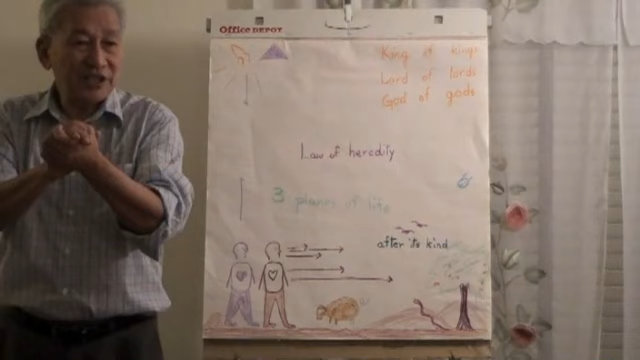 Office DEPOT
King of kings
Lord of lords
God of gods
Law of heredity
3 planes of life
after its kind